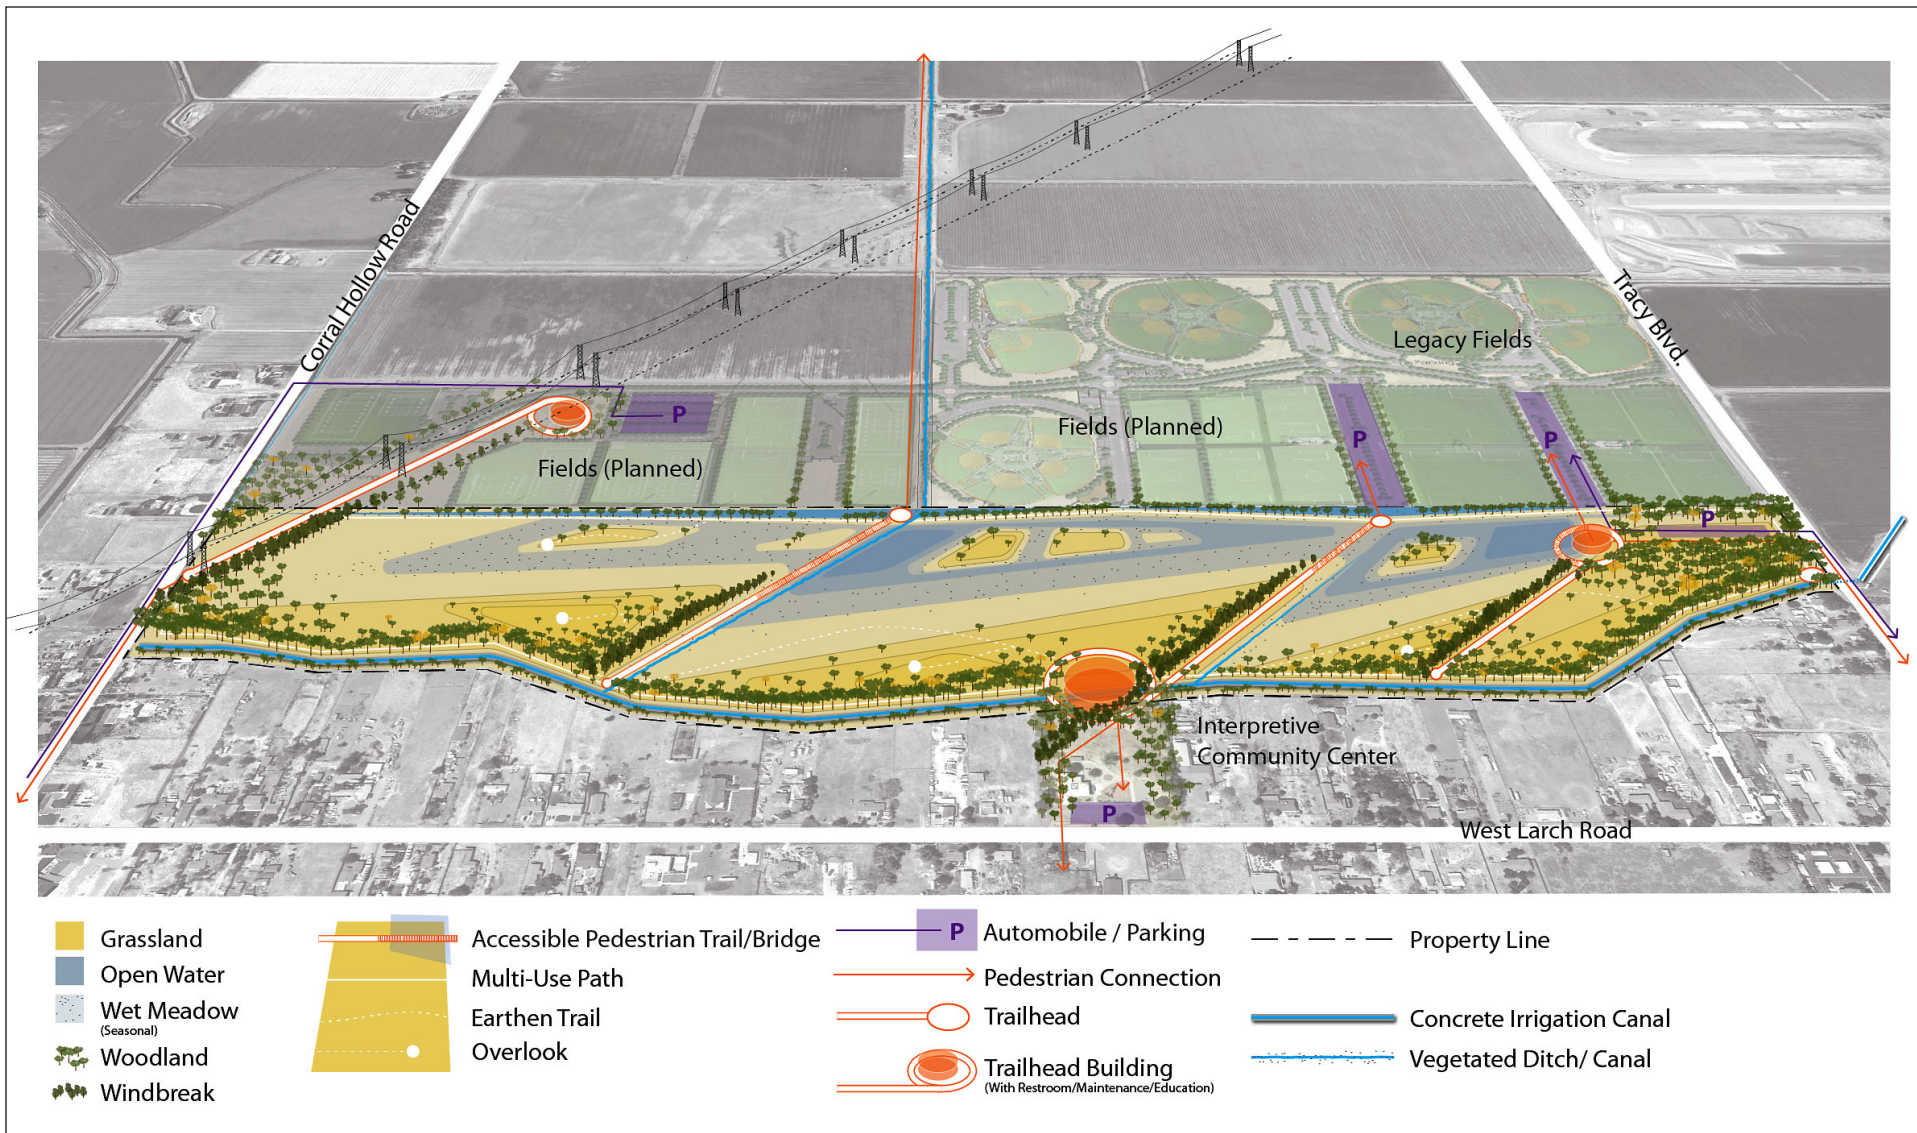 Corral Hollow Road
Tracy Blvd.
Legacy Fields
Fields (Planned)
Fields (Planned)
P
P
P
P
Interpretive
Community Center
P
West Larch Road
Grassland
Open Water
Wet Meadow
(Seasonal)
Woodland
Windbreak
Accessible Pedestrian Trail/Bridge
Multi-Use Path
Earthen Trail
Overlook
P
Automobile / Parking
Pedestrian Connection
Trailhead
Trailhead Building
(With Restroom/Maintenance/Education)
Property Line
Concrete Irrigation Canal
Vegetated Ditch/ Canal